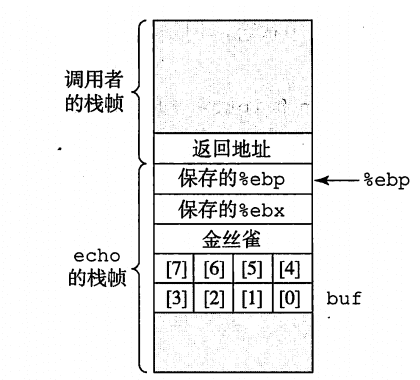 调用者
的栈帧
返回地址
保存的%ebp
%ebp
保存的%ebx
金丝雀
echo
的栈帧
[7] [6] [5] [4]
[3] [2] [1] [0]
buf